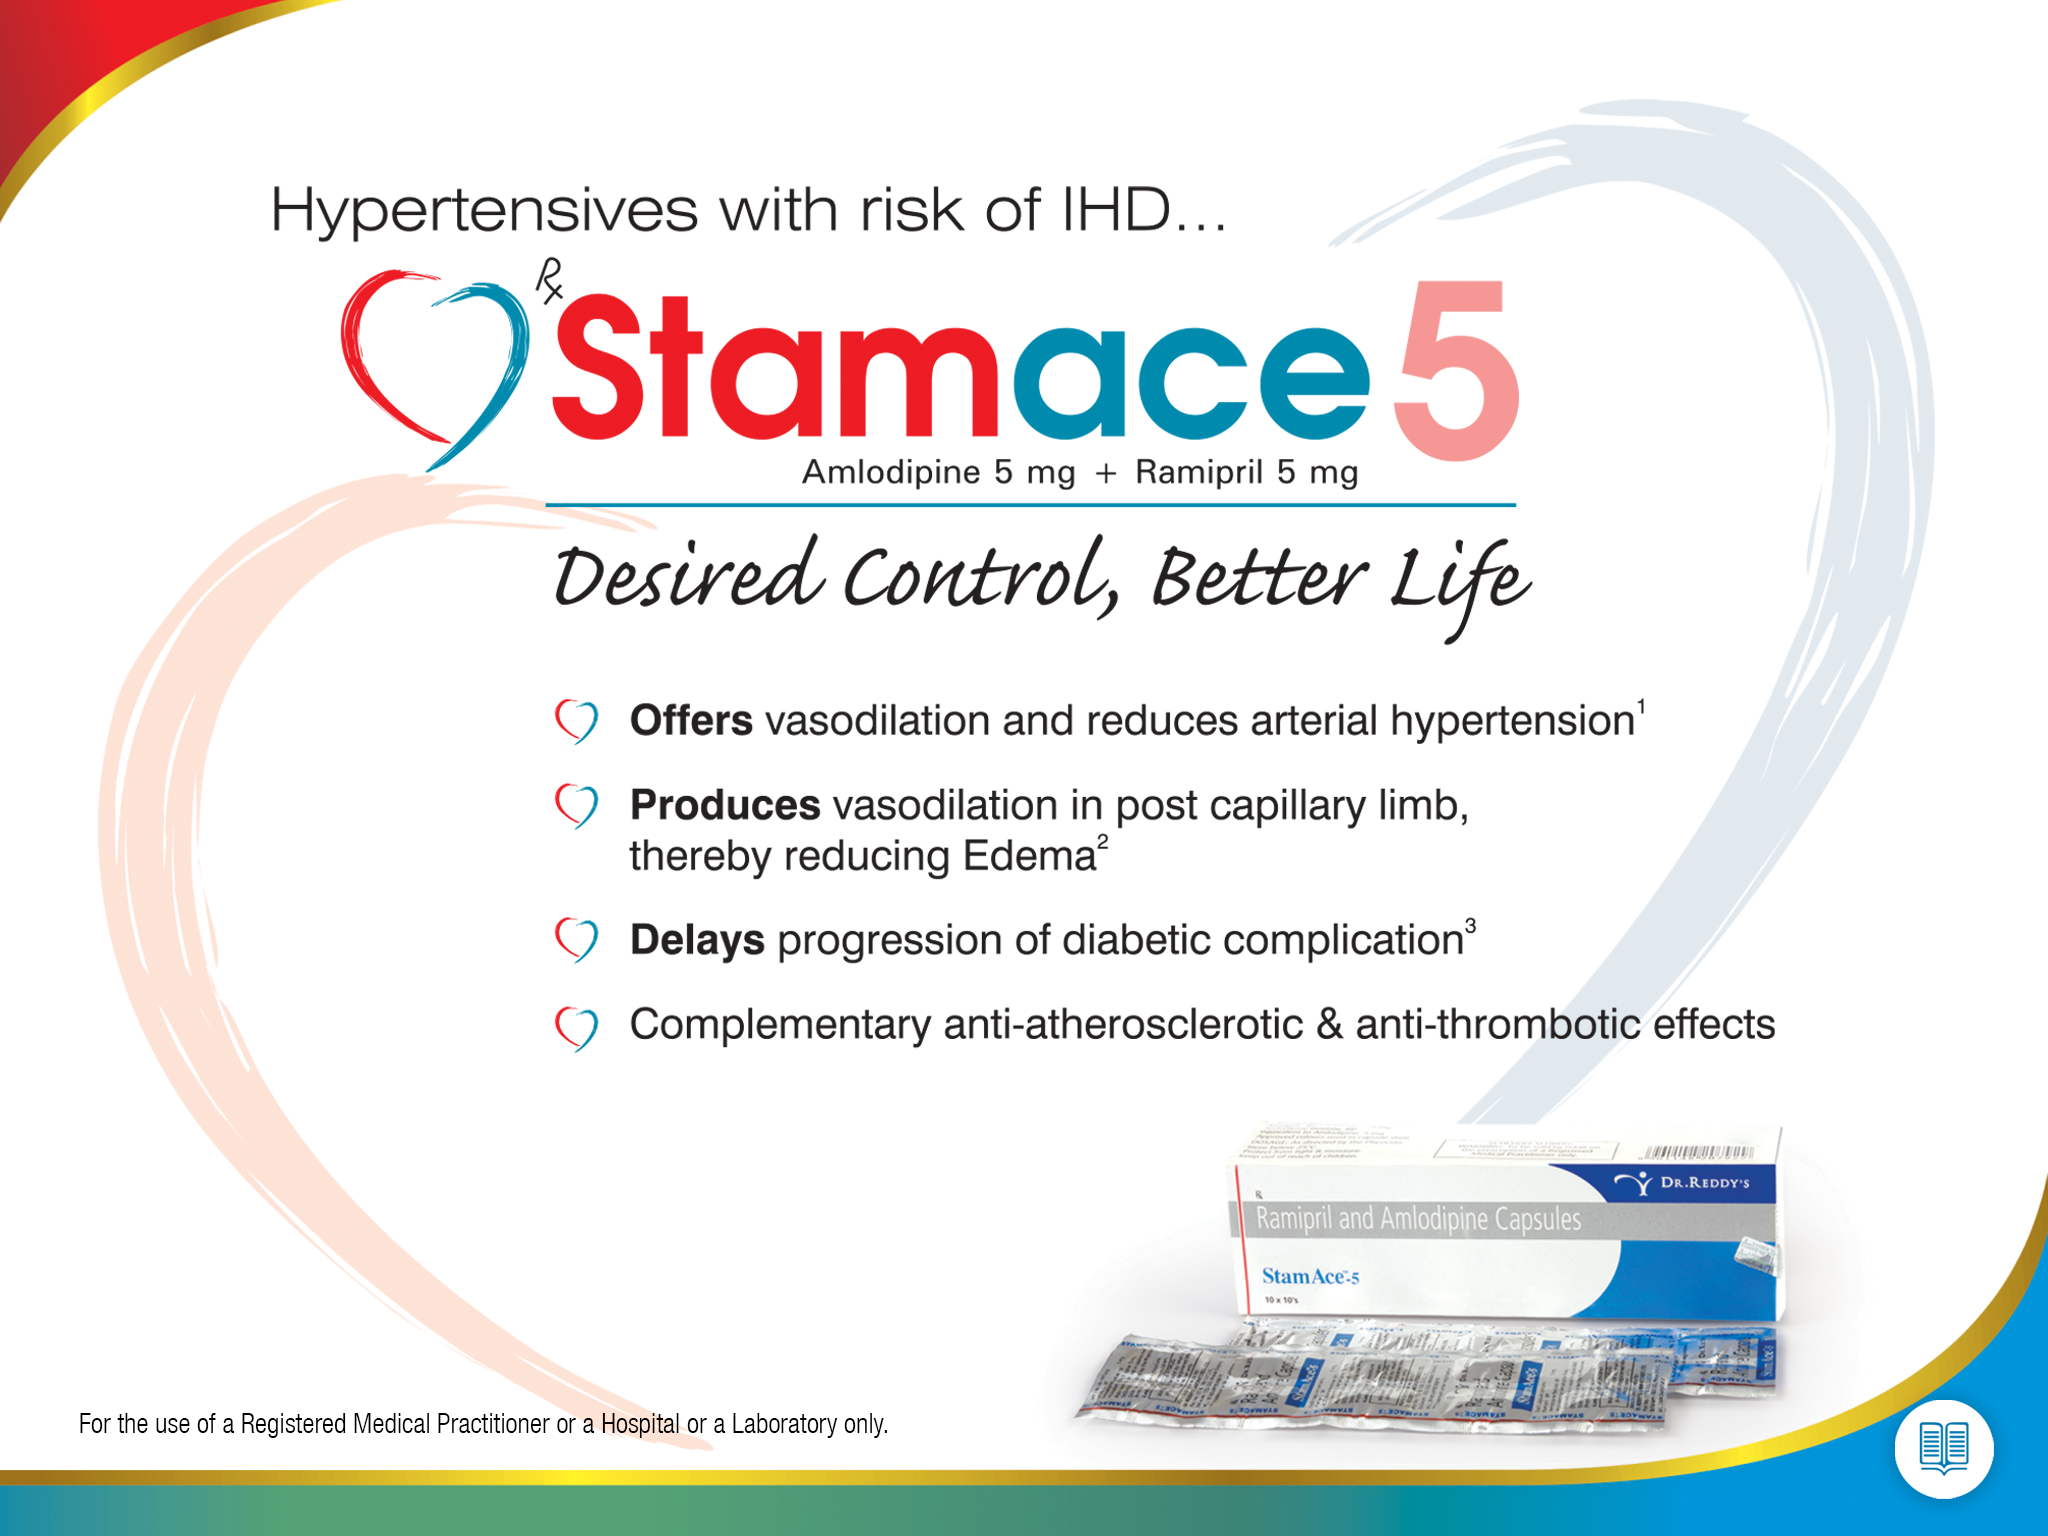 Hypertensives with risk of IHD...
Rx
Stamace 5
Amlodipine 5 mg + Ramipril 5 mg
Desired Control, Better Life
Offers vasodilation and reduces arterial hypertension¹
Produces vasodilation in post capillary limb,
thereby reducing Edema²
Delays progression of diabetic complication³
Complementary anti-atherosclerotic & anti-thrombotic effects
DR.REDDY'S
Rx
Ramipril and Amlodipine Capsules
StamAce™-5
10 x 10's
For the use of a Registered Medical Practitioner or a Hospital or a Laboratory only.